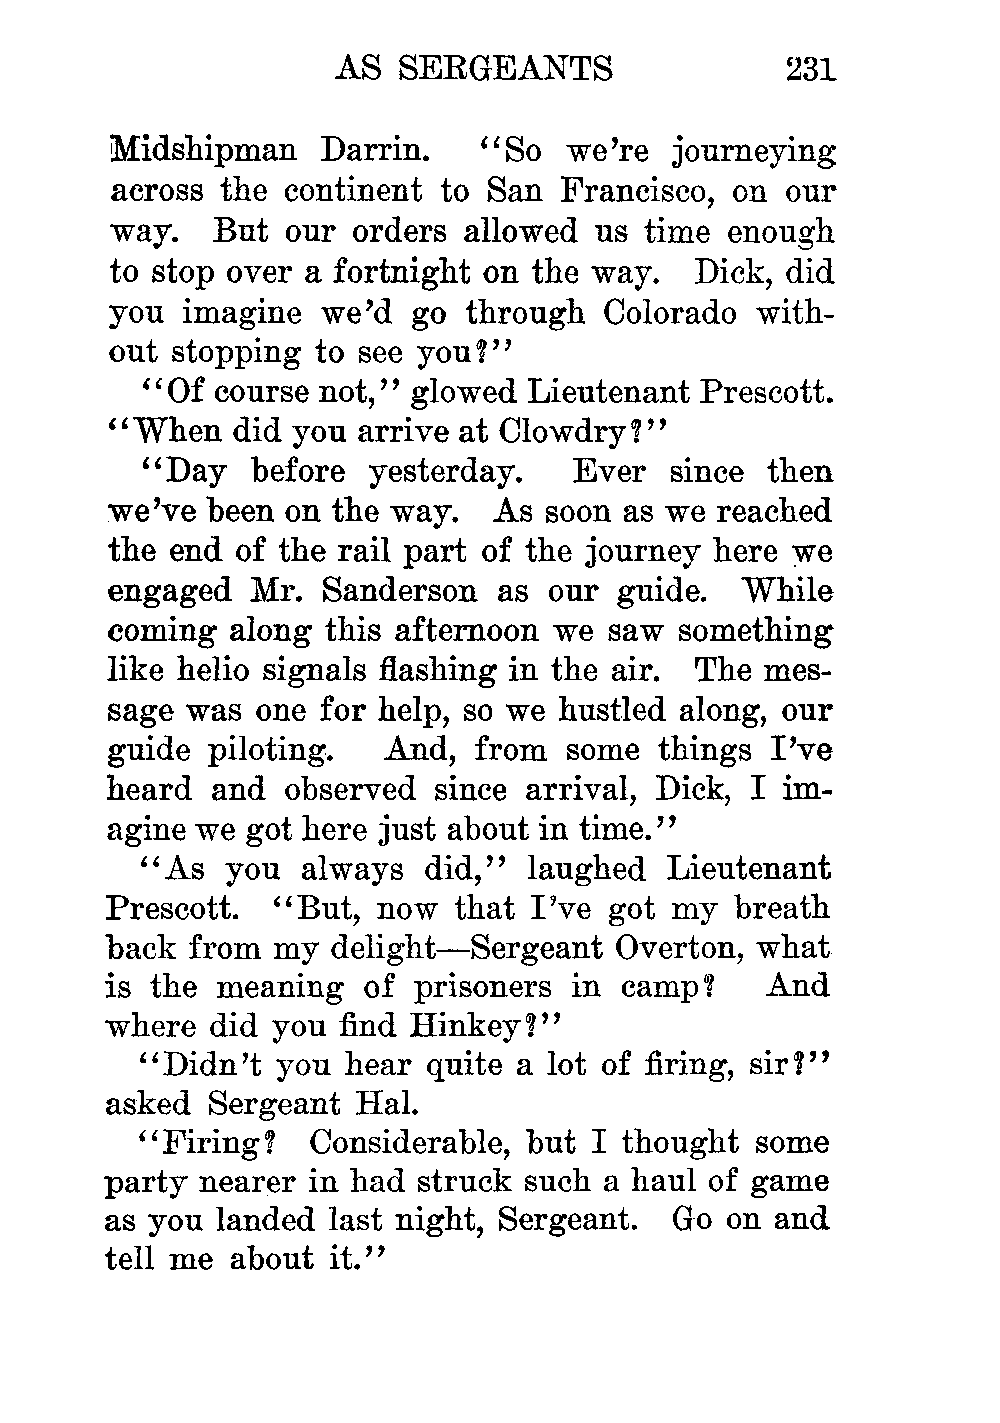 AS SERGEANTS 231
Midshipman Darrin. “So we’re journeying
across the continent to San Francisco, on our
way. But our orders allowed us time enough
to stop over a fortnight on the way. Dick, did
you imagine we’d go through Colorado with-
out stopping to see you?”
“Of course not,” glowed Lieutenant Prescott.
“When did you arrive at Clowdry?”
“Day before yesterday. Ever since then
we’ve been on the way. As soon as we reached
the end of the rail part of the journey here we
engaged Mr. Sanderson as our guide. While
coming along this afternoon we saw something
like helio signals flashing in the air. The mes-
sage was one for help, so we hustled along, our
guide piloting. And, from some things I’ve
heard and observed since arrival, Dick, I im-
agine we got here just about in time.”
“As you always did,” laughed Lieutenant
Prescott. “But, now that I’ve got my breath
back from my delight—Sergeant Overton, what
is the meaning of prisoners in camp? And
where did you find Hinkey?”
“Didn’t you hear quite a lot of firing, sir?”
asked Sergeant Hal.
“Firing? Considerable, but I thought some
party nearer in had struck such a haul of game
as you landed last night, Sergeant. Go on and
tell me about it.”